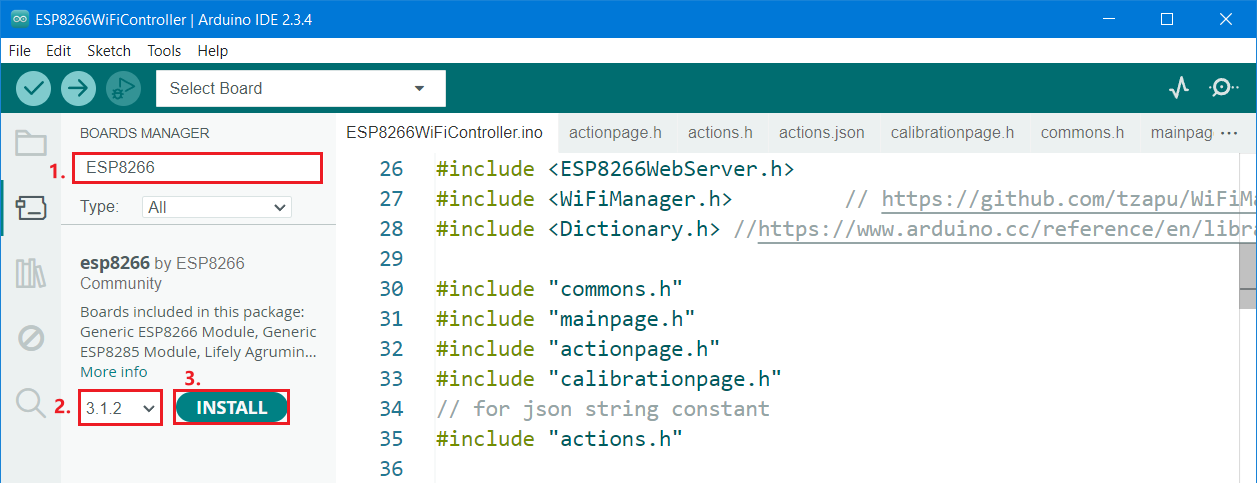 ESP8266WiFiController | Arduino IDE 2.3.4
File Edit Sketch Tools Help
Select Board
BOARDS MANAGER
1. ESP8266
Type: All
esp8266 by ESP8266
Community
Boards included in this package:
Generic ESP8266 Module, Generic
ESP8285 Module, Lifely Agrumin...
More info
3.
2. 3.1.2 INSTALL
ESP8266WiFiController.ino actionpage.h actions.h actions.json calibrationpage.h commons.h mainpag ...
26 #include <ESP8266WebServer.h>
27 #include <WiFiManager.h> // https://github.com/tzapu/WiFiMa
28 #include <Dictionary.h> //https://www.arduino.cc/reference/en/libra
29
30 #include "commons.h"
31 #include "mainpage.h"
32 #include "actionpage.h"
33 #include "calibrationpage.h"
34 // for json string constant
35 #include "actions.h"
36